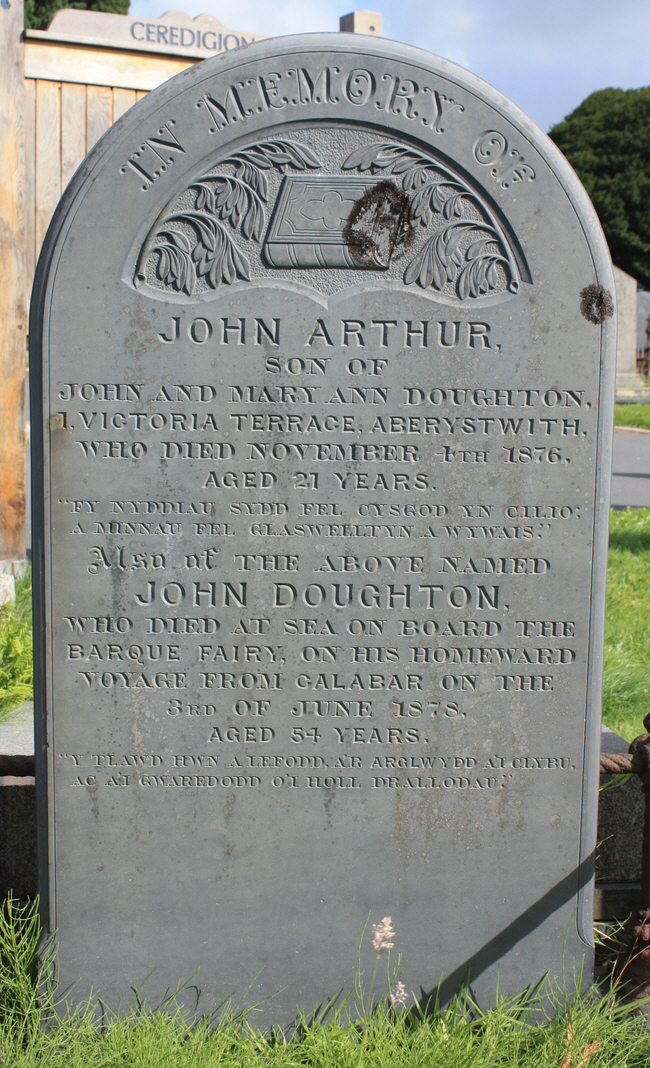 CEREDIGION
IN MEMORY OF
JOHN ARTHUR,
SON OF
JOHN AND MARY ANN DOUGHTON,
1, VICTORIA TERRACE, ABERYSTWITH,
WHO DIED NOVEMBER 4TH 1876,
AGED 21 YEARS.
"FY NYDDIAU SYDD FEL CYSGOD YN CILIO;
A MINNAU FEL GLASWELLTYN A WYWAIS."
Also of THE ABOVE NAMED
JOHN DOUGHTON,
WHO DIED AT SEA ON BOARD THE
BARQUE FAIRY, ON HIS HOMEWARD
VOYAGE FROM CALABAR ON THE
3RD OF JUNE 1878,
AGED 54 YEARS.
"Y TLAWD HWN A LEFODD, A'R ARGLWYDD A'I CLYBU,
AC A'I GWAREDODD O'I HOLL DRALLODAU."